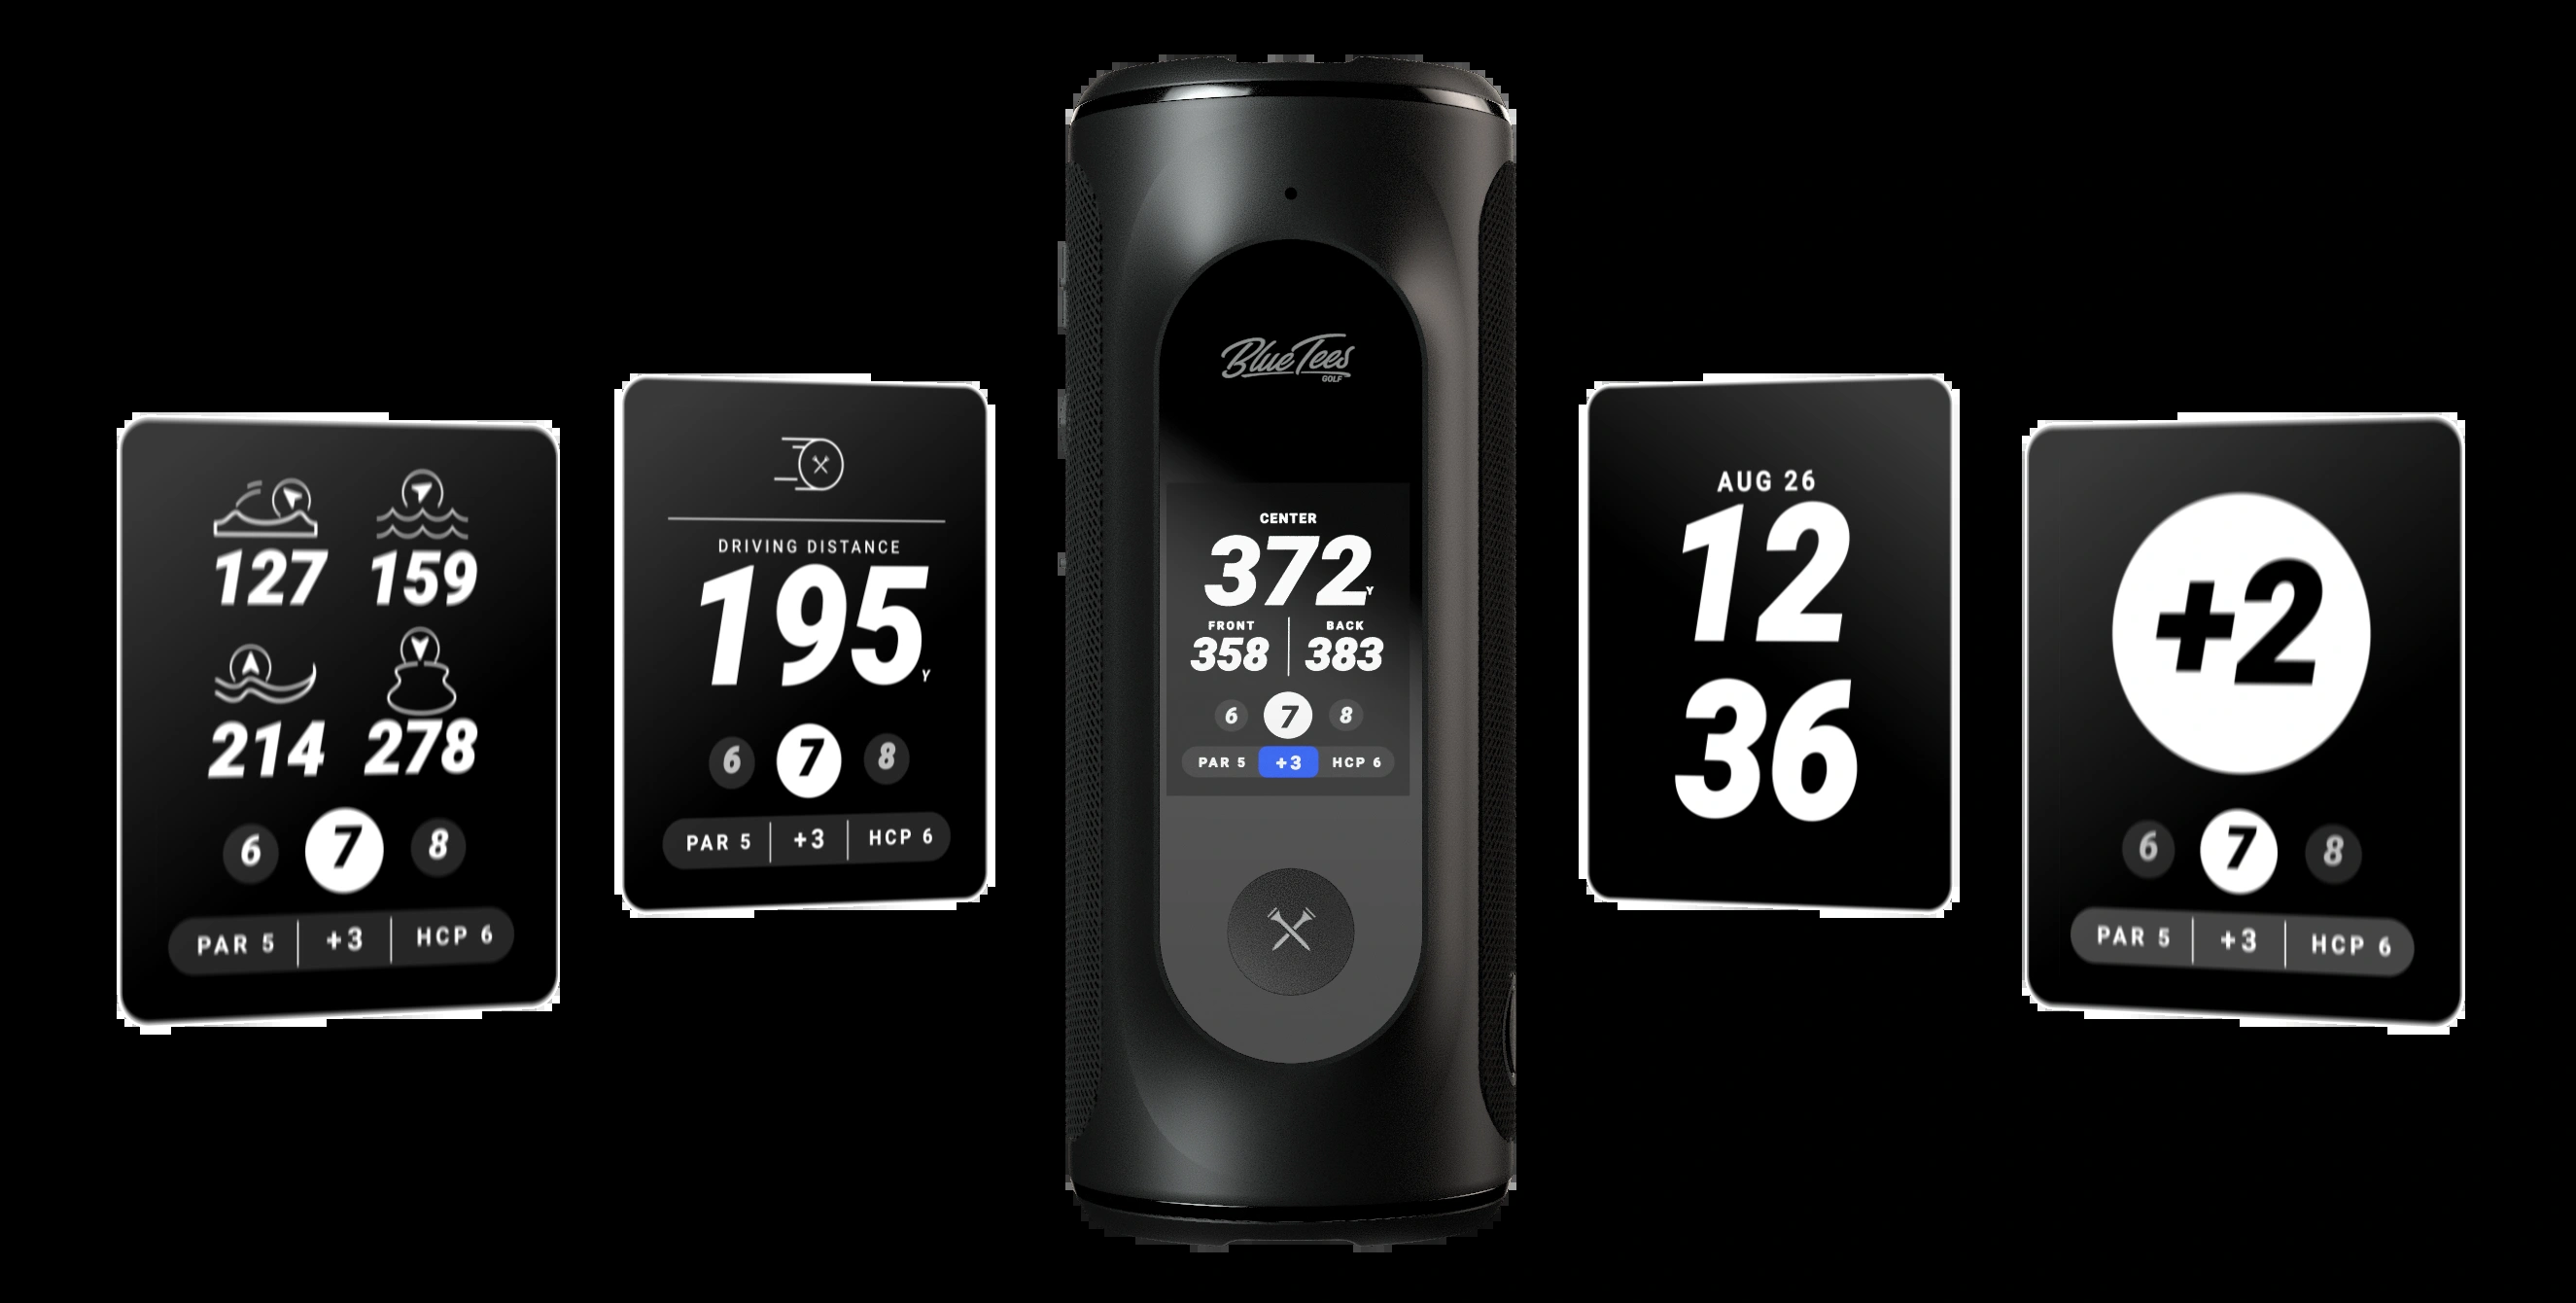 127 159
214 278
6 7 8
PAR 5 +3 HCP 6
DRIVING DISTANCE
195Y
6 7 8
PAR 5 +3 HCP 6
Blue Tees
GOLF
CENTER
372Y
FRONT BACK
358 383
6 7 8
PAR 5 +3 HCP 6
AUG 26
12
36
+2
6 7 8
PAR 5 +3 HCP 6